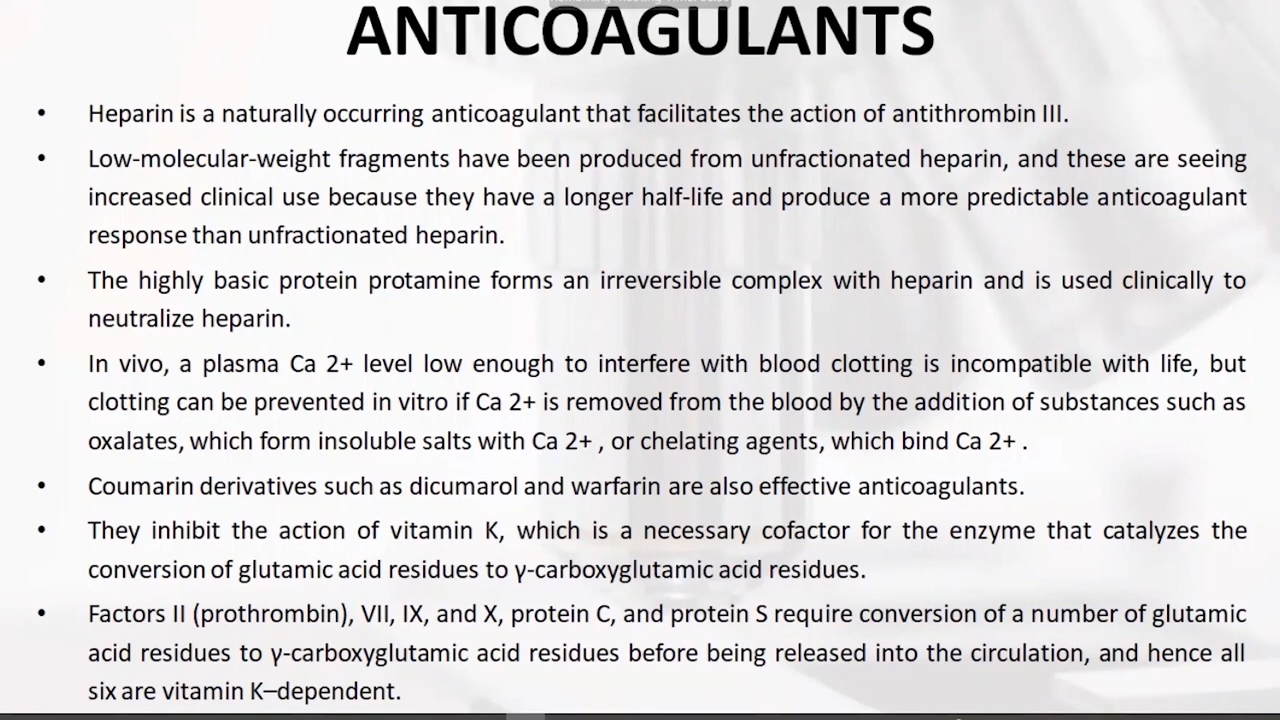 ANTICOAGULANTS
• Heparin is a naturally occurring anticoagulant that facilitates the action of antithrombin III.
• Low-molecular-weight fragments have been produced from unfractionated heparin, and these are seeing
increased clinical use because they have a longer half-life and produce a more predictable anticoagulant
response than unfractionated heparin.
• The highly basic protein protamine forms an irreversible complex with heparin and is used clinically to
neutralize heparin.
• In vivo, a plasma Ca 2+ level low enough to interfere with blood clotting is incompatible with life, but
clotting can be prevented in vitro if Ca 2+ is removed from the blood by the addition of substances such as
oxalates, which form insoluble salts with Ca 2+ , or chelating agents, which bind Ca 2+ .
• Coumarin derivatives such as dicumarol and warfarin are also effective anticoagulants.
• They inhibit the action of vitamin K, which is a necessary cofactor for the enzyme that catalyzes the
conversion of glutamic acid residues to γ-carboxyglutamic acid residues.
• Factors II (prothrombin), VII, IX, and X, protein C, and protein S require conversion of a number of glutamic
acid residues to γ-carboxyglutamic acid residues before being released into the circulation, and hence all
six are vitamin K–dependent.